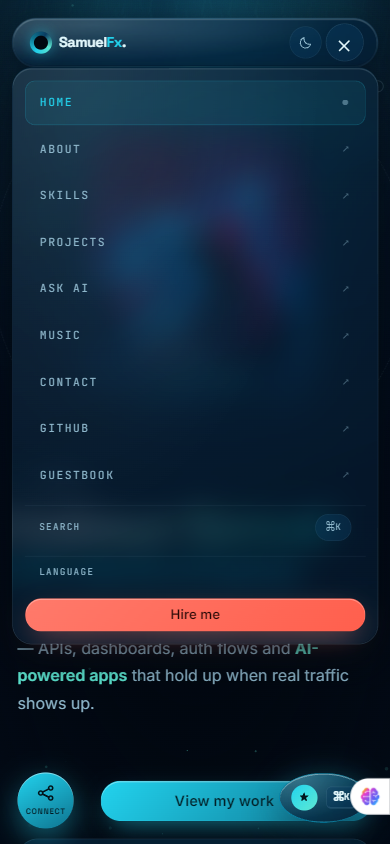 SamuelFx.
HOME
ABOUT
SKILLS
PROJECTS
ASK AI
MUSIC
CONTACT
GITHUB
GUESTBOOK
SEARCH ⌘K
LANGUAGE
Hire me
— APIs, dashboards, auth flows and AI-
powered apps that hold up when real traffic
shows up.
CONNECT
View my work
⌘K